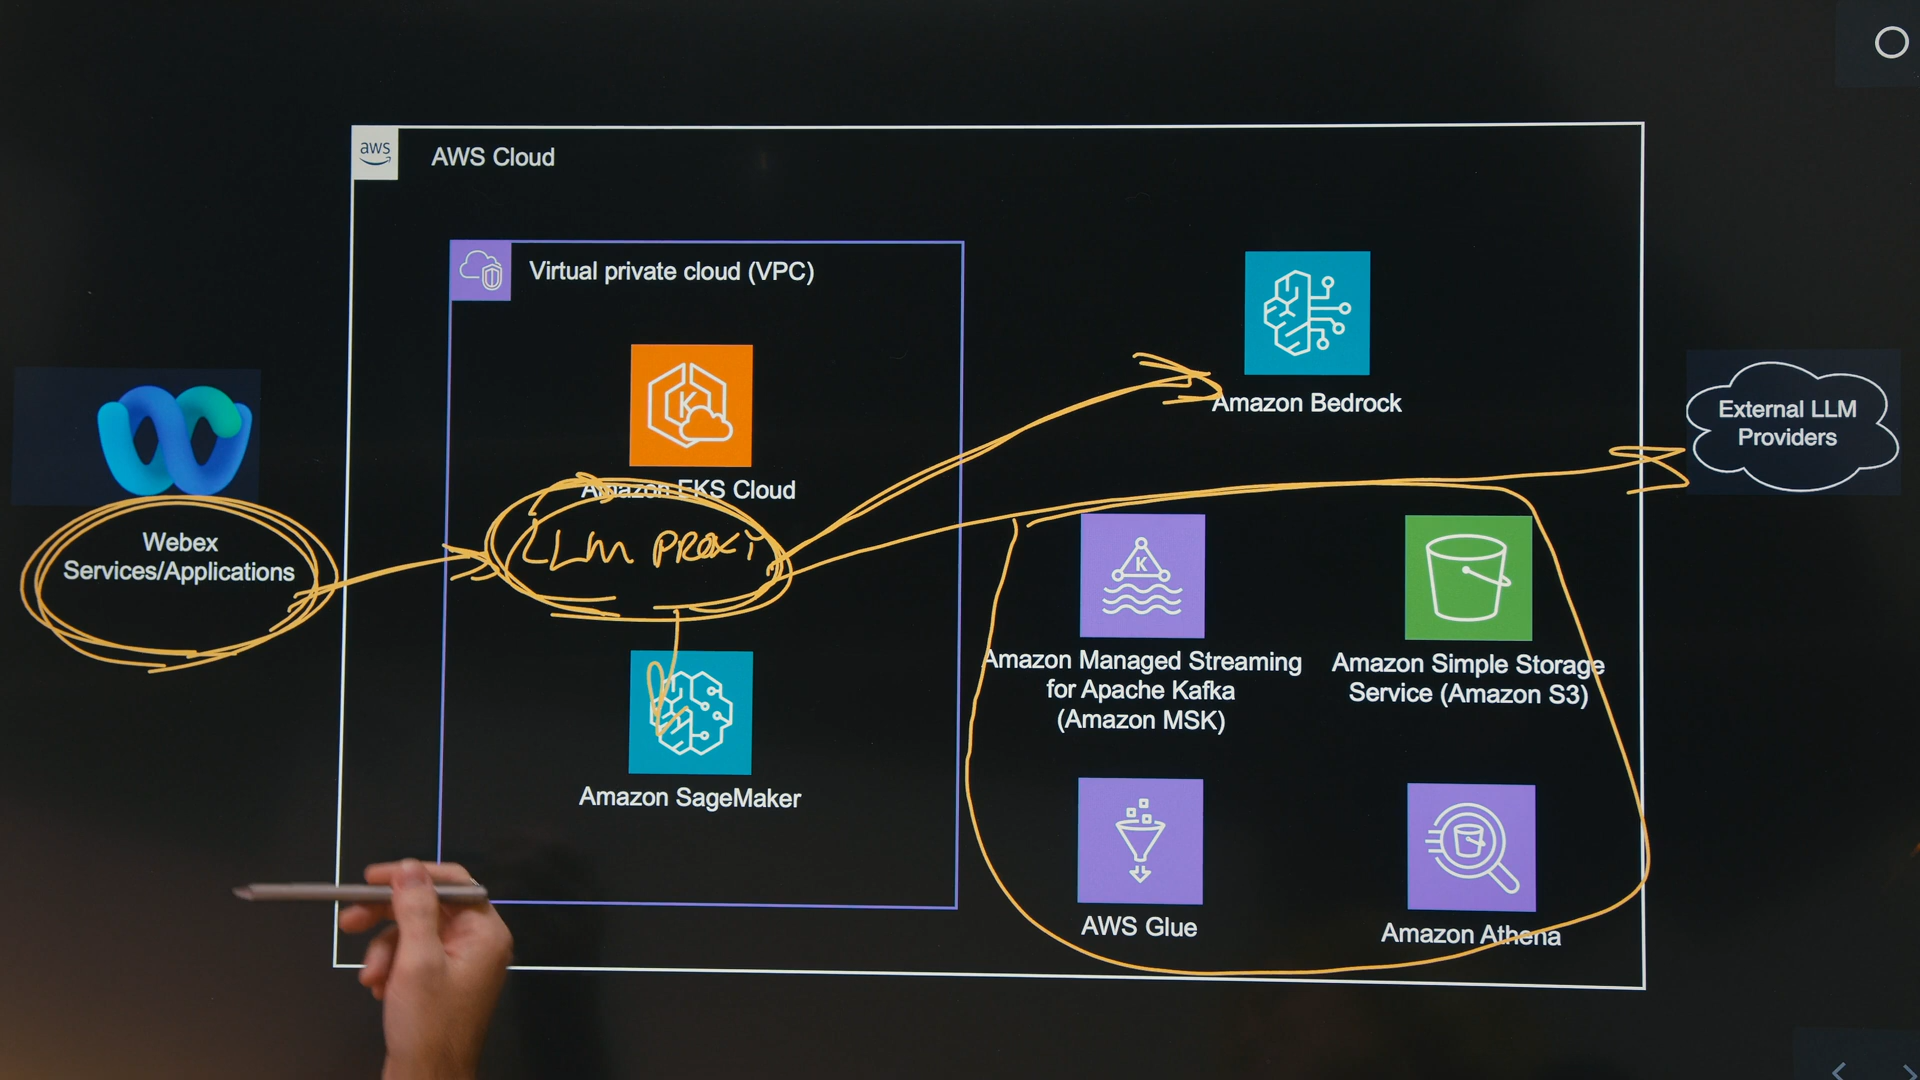 aws
AWS Cloud
Virtual private cloud (VPC)
Amazon EKS Cloud
LLM PROXY
Amazon SageMaker
Webex
Services/Applications
Amazon Bedrock
External LLM
Providers
Amazon Managed Streaming
for Apache Kafka
(Amazon MSK)
Amazon Simple Storage
Service (Amazon S3)
AWS Glue
Amazon Athena